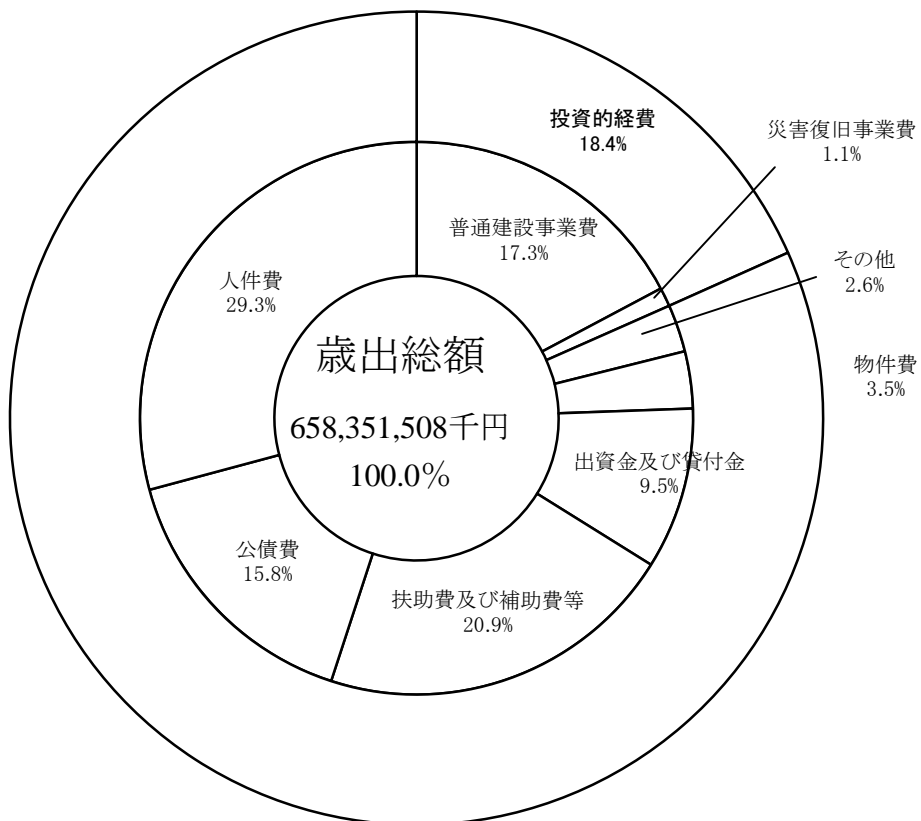 投資的経費
18.4%
災害復旧事業費
1.1%
普通建設事業費
17.3%
その他
2.6%
人件費
29.3%
物件費
3.5%
歳出総額
658,351,508千円
100.0%
出資金及び貸付金
9.5%
公債費
15.8%
扶助費及び補助費等
20.9%